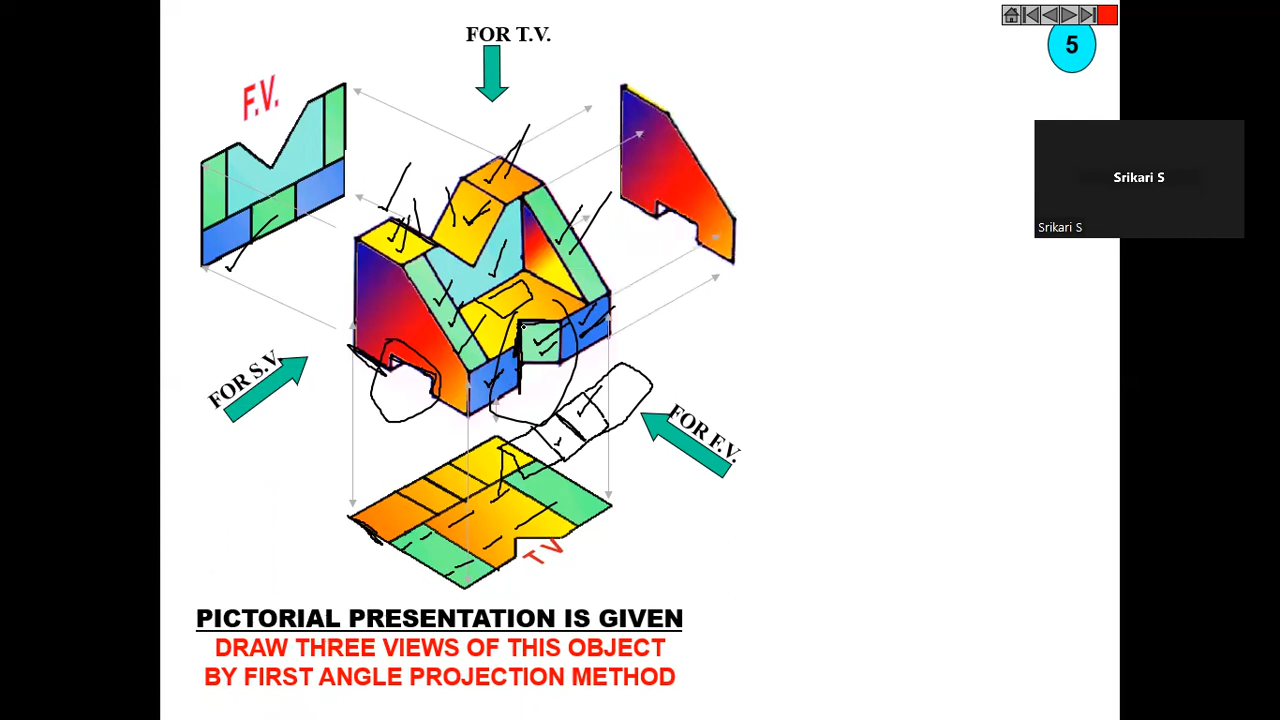 FOR T.V.
5
F.V.
Srikari S
Srikari S
FOR S.V.
FOR F.V.
T V
PICTORIAL PRESENTATION IS GIVEN
DRAW THREE VIEWS OF THIS OBJECT
BY FIRST ANGLE PROJECTION METHOD